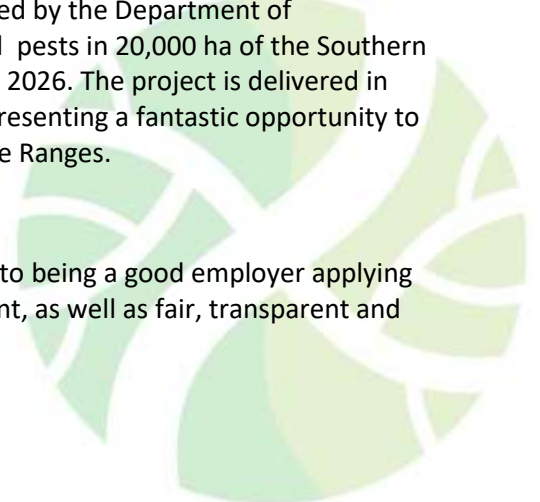 ed by the Department of
pests in 20,000 ha of the Southern
2026. The project is delivered in
resenting a fantastic opportunity to
e Ranges.
to being a good employer applying
nt, as well as fair, transparent and